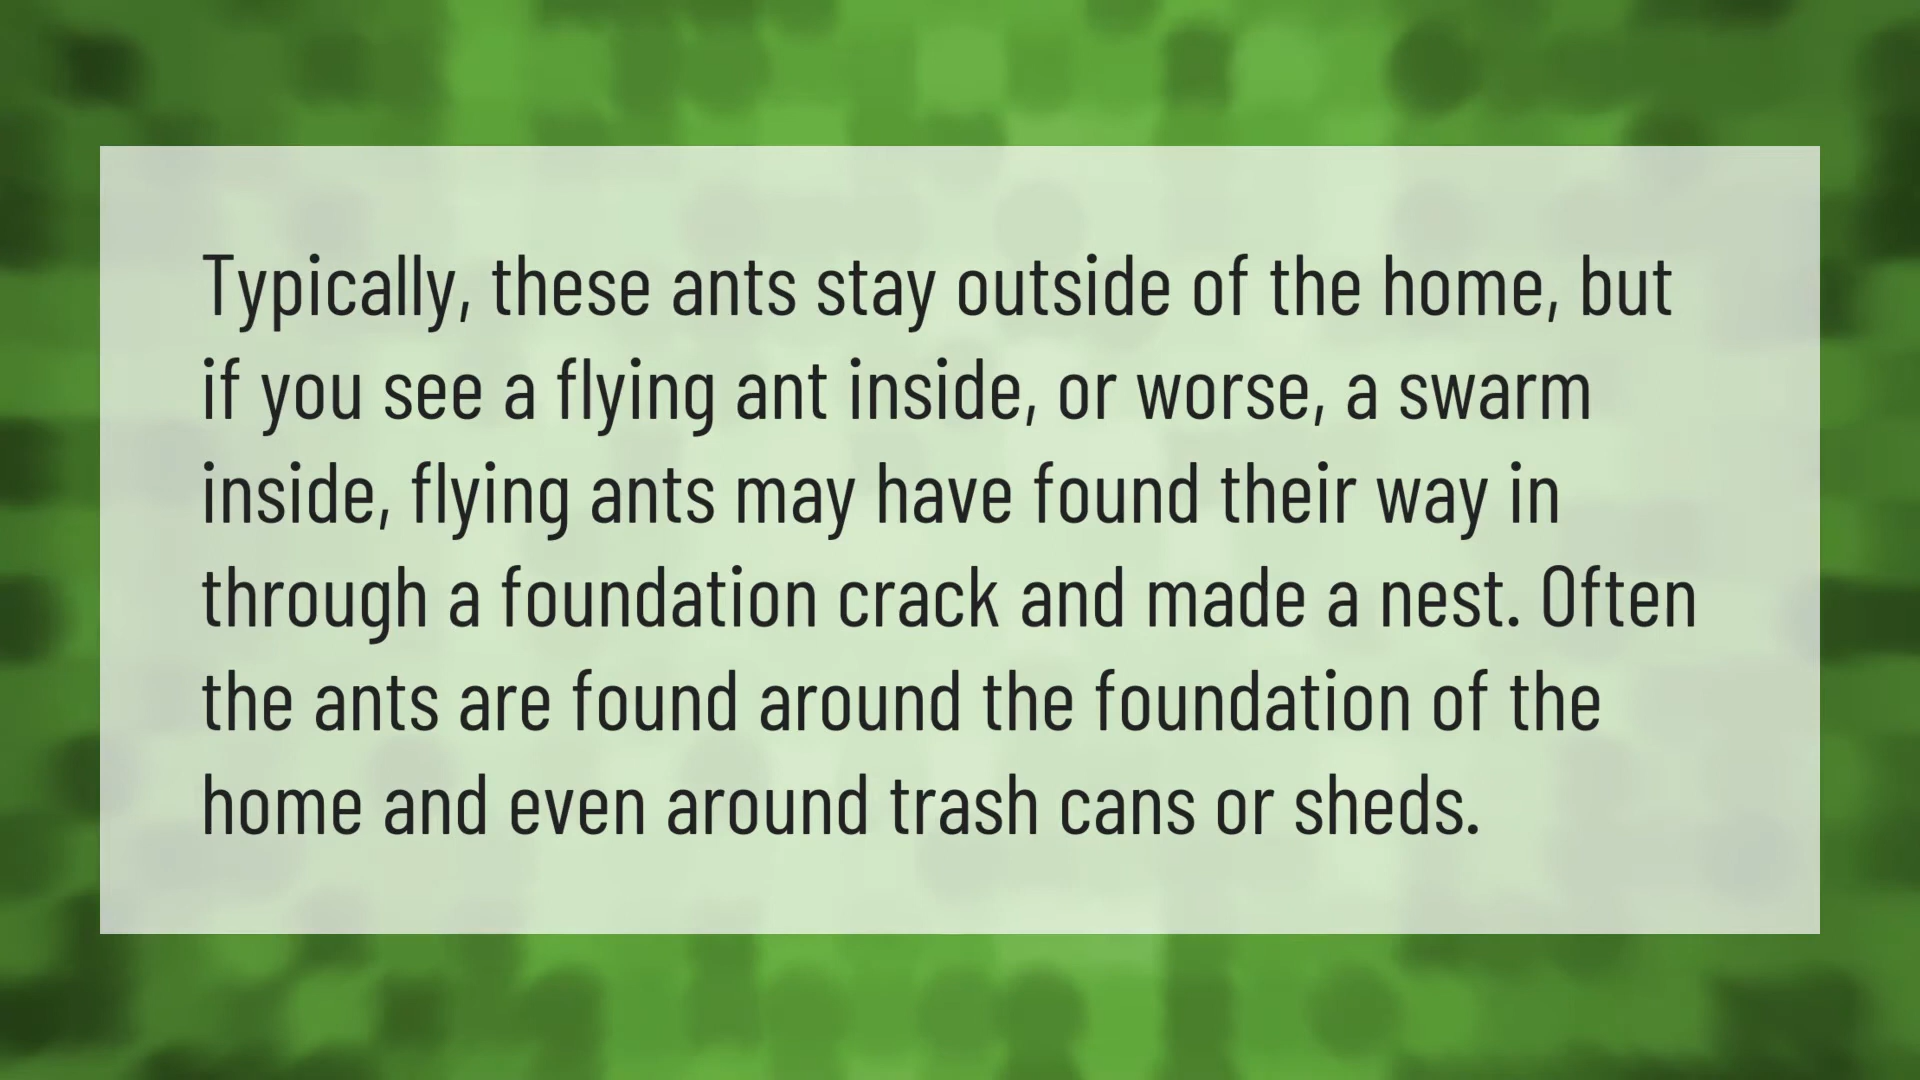 Typically, these ants stay outside of the home, but
if you see a flying ant inside, or worse, a swarm
inside, flying ants may have found their way in
through a foundation crack and made a nest. Often
the ants are found around the foundation of the
home and even around trash cans or sheds.